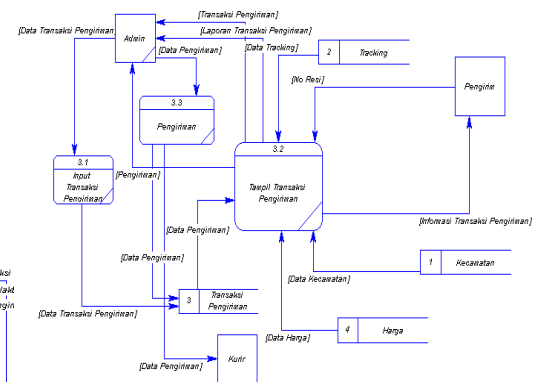 [Transaksi Pengiriman]
[Data Transaksi Pengiriman]
Admin
[Laporan Transaksi Pengiriman]
[Data Pengiriman]
[Data Tracking]
2 Tracking
[No Resi]
Pengirim
3.3
Pengiriman
3.2
Tampil Transaksi
Pengiriman
3.1
Input
Transaksi
Pengiriman
[Pengiriman]
[Informasi Transaksi Pengiriman]
[Data Pengiriman]
[Data Pengiriman]
1 Kecamatan
[Data Kecamatan]
3 Transaksi
Pengiriman
[Data Transaksi Pengiriman]
4 Harga
[Data Harga]
Kurir
[Data Pengiriman]